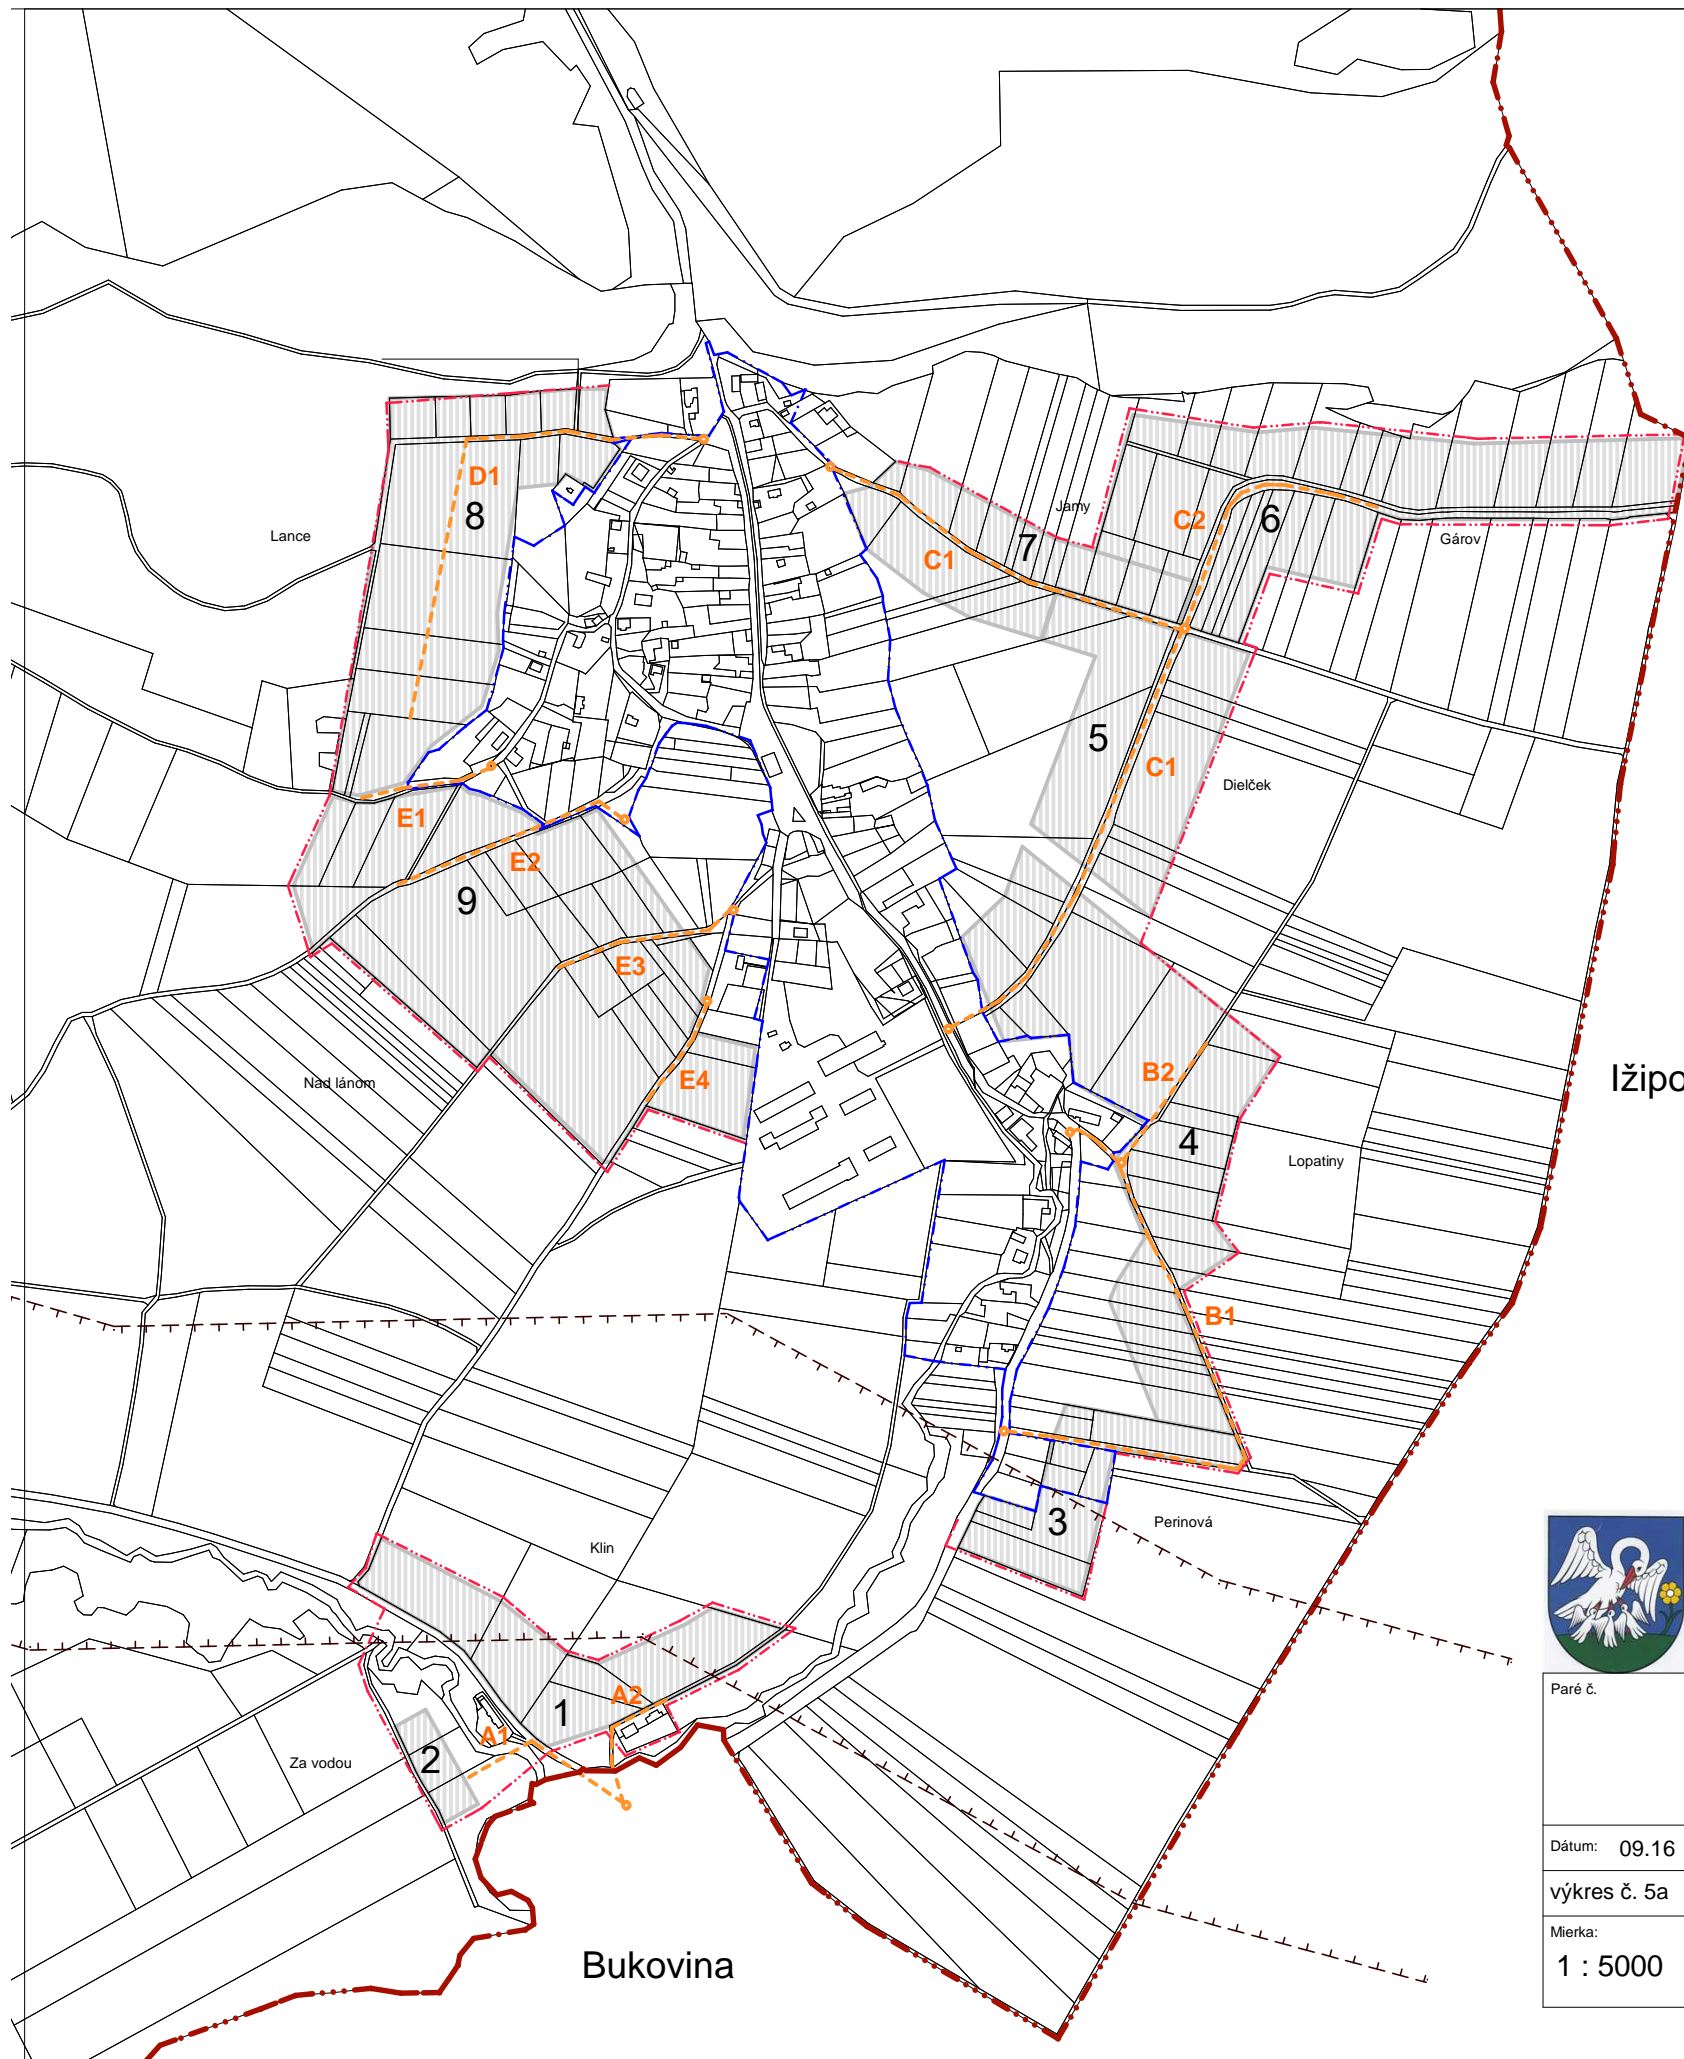 D1
8
Lance
Jamy
7
C1
C2
6
Gárov
5
C1
Dielček
E1
E2
9
E3
E4
Nad lánom
B2
4
Lopatiny
B1
Ižipo
3
Perinová
Klin
1
A2
A1
2
Za vodou
Bukovina
Paré č.
Dátum: 09.16
výkres č. 5a
Mierka:
1 : 5000